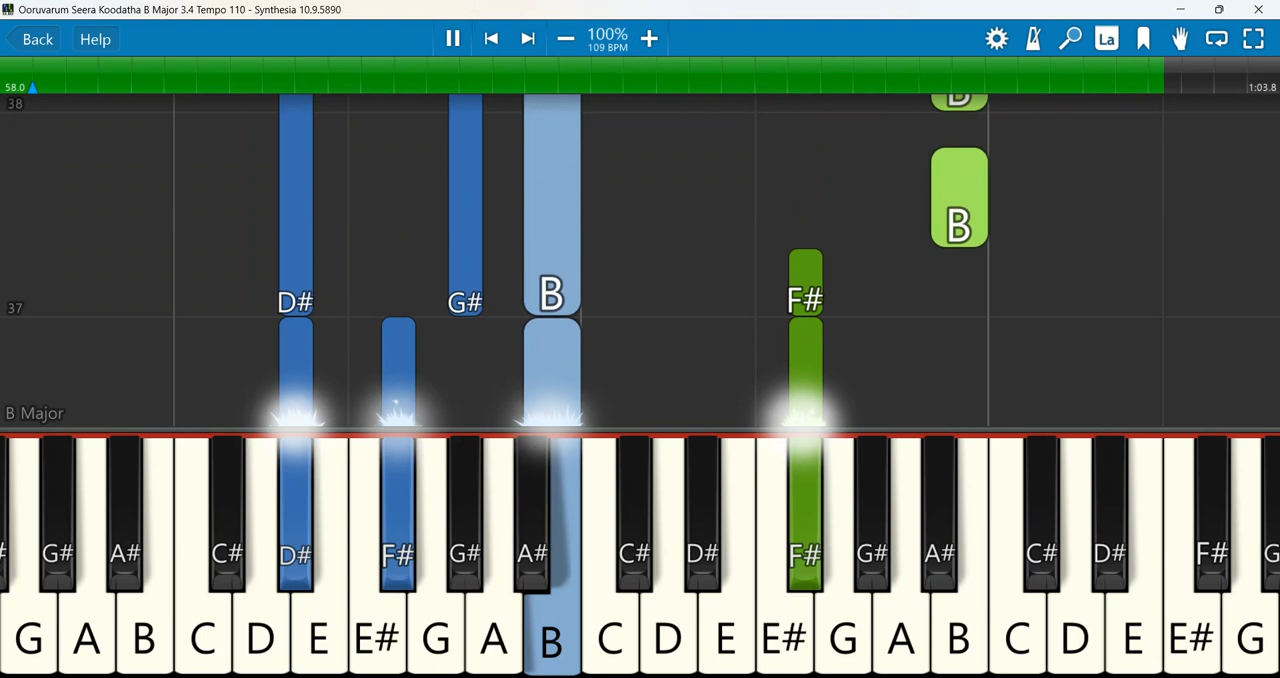 Ooruvarum Seera Koodatha B Major 3.4 Tempo 110 - Synthesia 10.9.5890
Back Help 100% La
109 BPM
58.0 1:03.8
38 B
B
D# G# B F#
37
B Major
# G# A# C# D# F# G# A# C# D# F# G# A# C# D# F# G
G A B C D E E# G A B C D E E# G A B C D E E# G